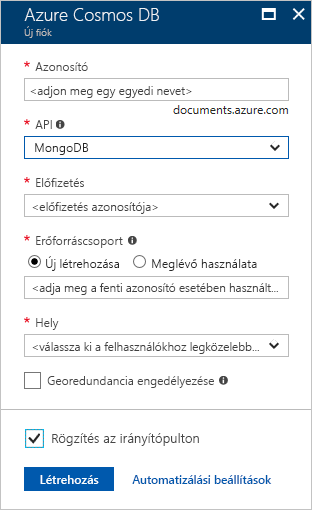 Azure Cosmos DB
Új fiók
* Azonosító
<adjon meg egy egyedi nevet>
documents.azure.com
* API
MongoDB
* Előfizetés
<előfizetés azonosítója>
* Erőforráscsoport
Új létrehozása Meglévő használata
<adja meg a fenti azonosító esetében használt...
* Hely
<válassza ki a felhasználókhoz legközelebb...
Georedundancia engedélyezése
Rögzítés az irányítópulton
Létrehozás Automatizálási beállítások